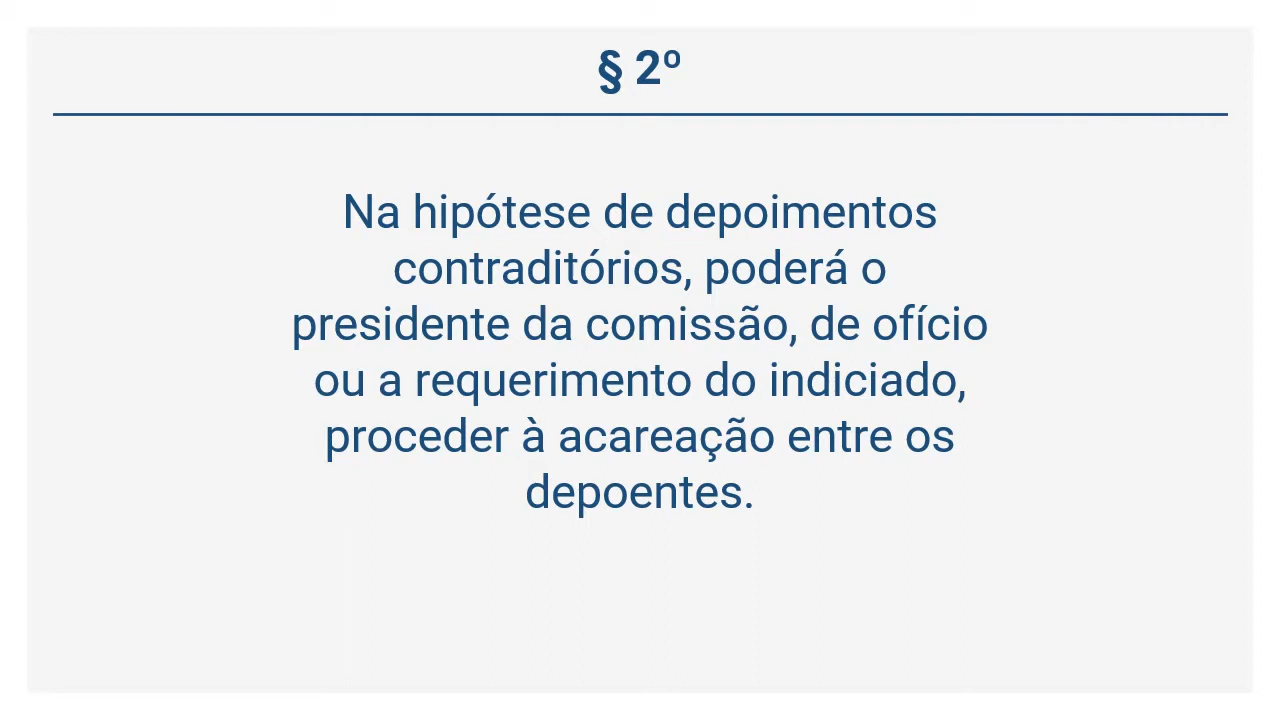 § 2º
Na hipótese de depoimentos
contraditórios, poderá o
presidente da comissão, de ofício
ou a requerimento do indiciado,
proceder à acareação entre os
depoentes.